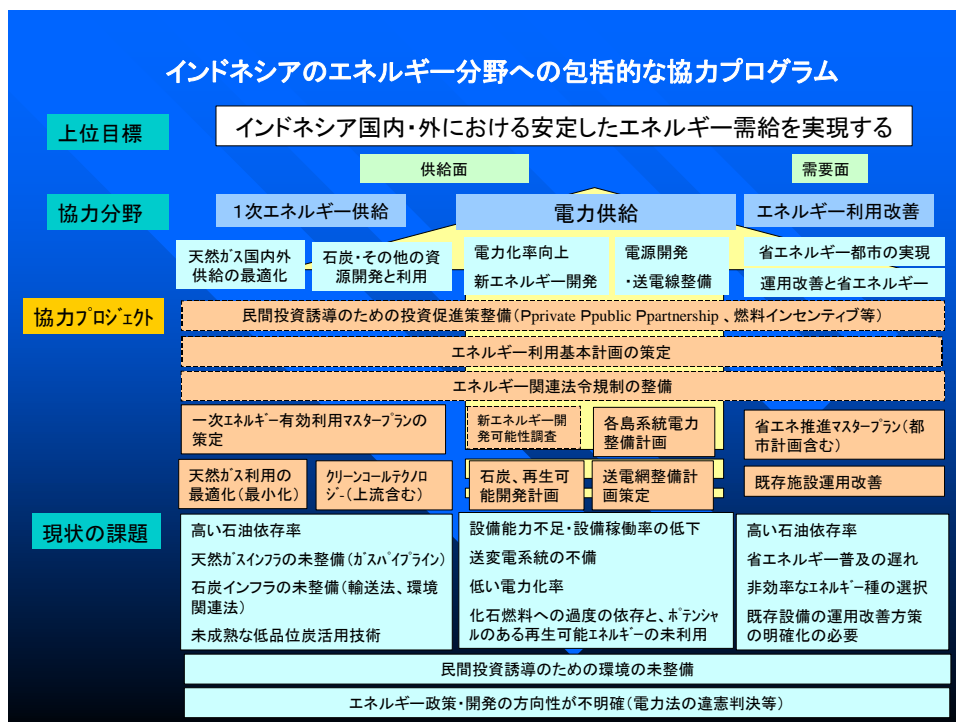 インドネシアのエネルギー分野への包括的な協力プログラム
上位目標
インドネシア国内・外における安定したエネルギー需給を実現する
供給面
需要面
協力分野
1次エネルギー供給
電力供給
エネルギー利用改善
天然ガス国内外
供給の最適化
石炭・その他の資
源開発と利用
電力化率向上
新エネルギー開発
電源開発
・送電線整備
省エネルギー都市の実現
運用改善と省エネルギー
協力プロジェクト
民間投資誘導のための投資促進策整備(Pprivate Ppublic Ppartnership 、燃料インセンティブ等)
エネルギー利用基本計画の策定
エネルギー関連法令規制の整備
一次エネルギー有効利用マスタープランの
策定
新エネルギー開
発可能性調査
各島系統電力
整備計画
省エネ推進マスタープラン(都
市計画含む)
天然ガス利用の
最適化(最小化)
クリーンコールテクノロ
ジ-(上流含む)
石炭、再生可
能開発計画
送電網整備計
画策定
既存施設運用改善
現状の課題
高い石油依存率
天然ガスインフラの未整備(ガスパイプライン)
石炭インフラの未整備(輸送法、環境
関連法)
未成熟な低品位炭活用技術
設備能力不足・設備稼働率の低下
送変電系統の不備
低い電力化率
化石燃料への過度の依存と、ポテンシャ
ルのある再生可能エネルギーの未利用
高い石油依存率
省エネルギー普及の遅れ
非効率なエネルギー種の選択
既存設備の運用改善方策
の明確化の必要
民間投資誘導のための環境の未整備
エネルギー政策・開発の方向性が不明確(電力法の違憲判決等)